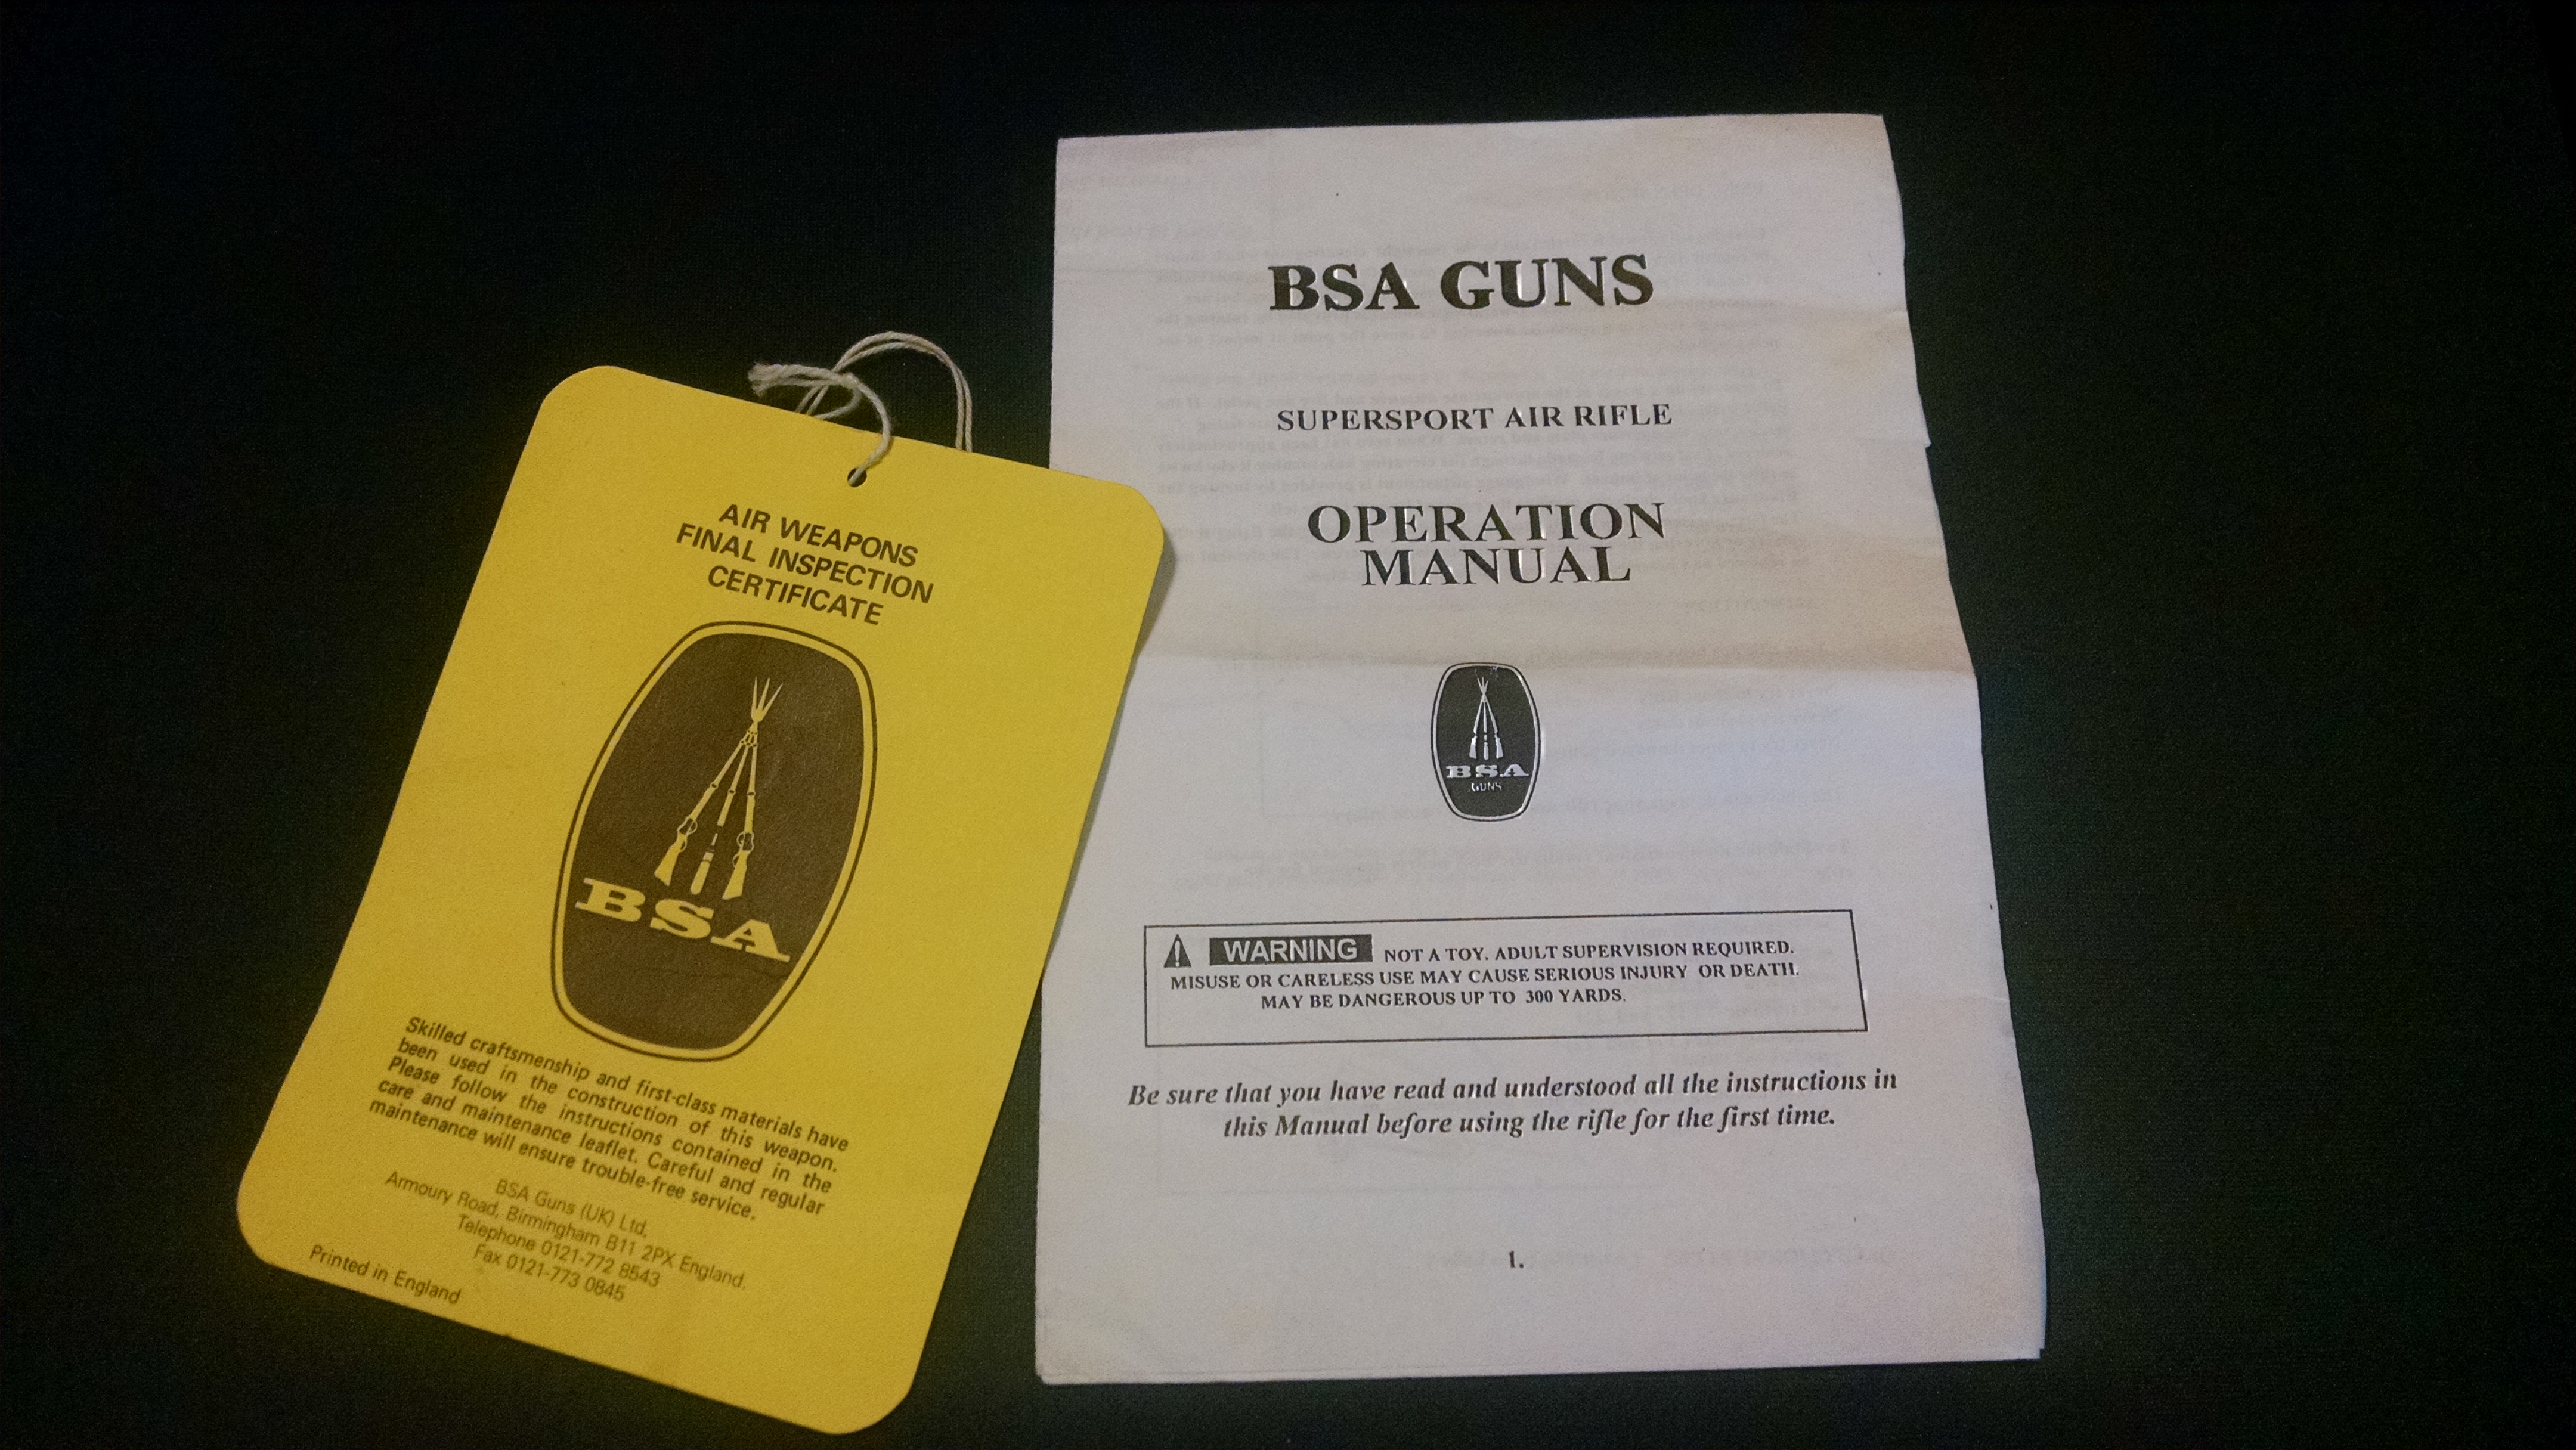 AIR WEAPONS
FINAL INSPECTION
CERTIFICATE
BSA
Skilled craftsmenship and first-class materials have
been used in the construction of this weapon.
Please follow the instructions contained in the
care and maintenance leaflet. Careful and regular
maintenance will ensure trouble-free service.
BSA Guns (UK) Ltd,
Armoury Road, Birmingham B11 2PX England.
Telephone 0121-772 8543
Fax 0121-773 0845
Printed in England
BSA GUNS
SUPERSPORT AIR RIFLE
OPERATION
MANUAL
BSA
GUNS
WARNING NOT A TOY. ADULT SUPERVISION REQUIRED.
MISUSE OR CARELESS USE MAY CAUSE SERIOUS INJURY OR DEATH.
MAY BE DANGEROUS UP TO 300 YARDS.
Be sure that you have read and understood all the instructions in
this Manual before using the rifle for the first time.
1.